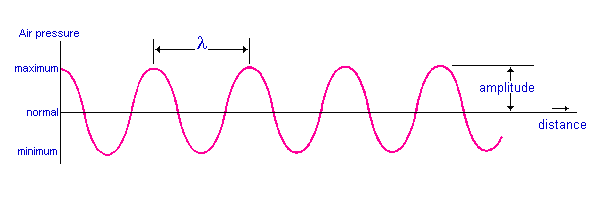 Air pressure
λ
maximum
amplitude
normal
distance
minimum